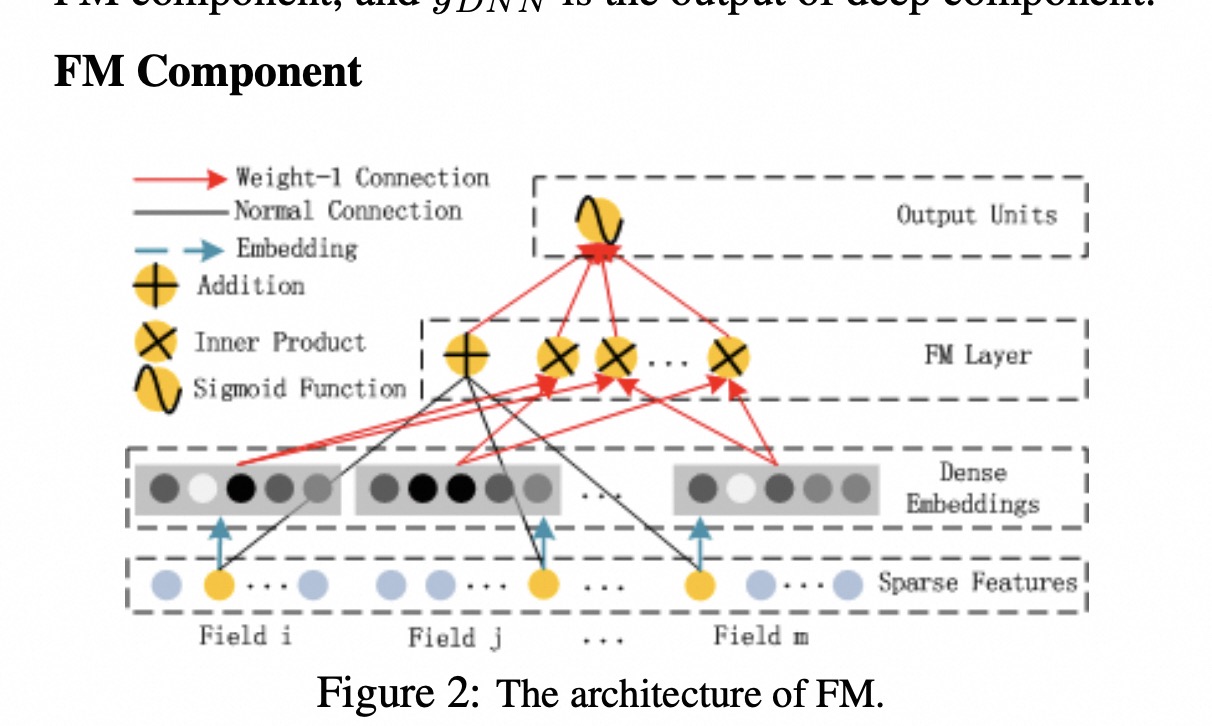 FM component, and y_DNN is the output of deep component.
FM Component
Weight-1 Connection
Normal Connection
Embedding
Addition
Inner Product
Sigmoid Function
Output Units
FM Layer
...
Dense
Embeddings
...
... ... ... ... Sparse Features
Field i Field j ... Field m
Figure 2: The architecture of FM.